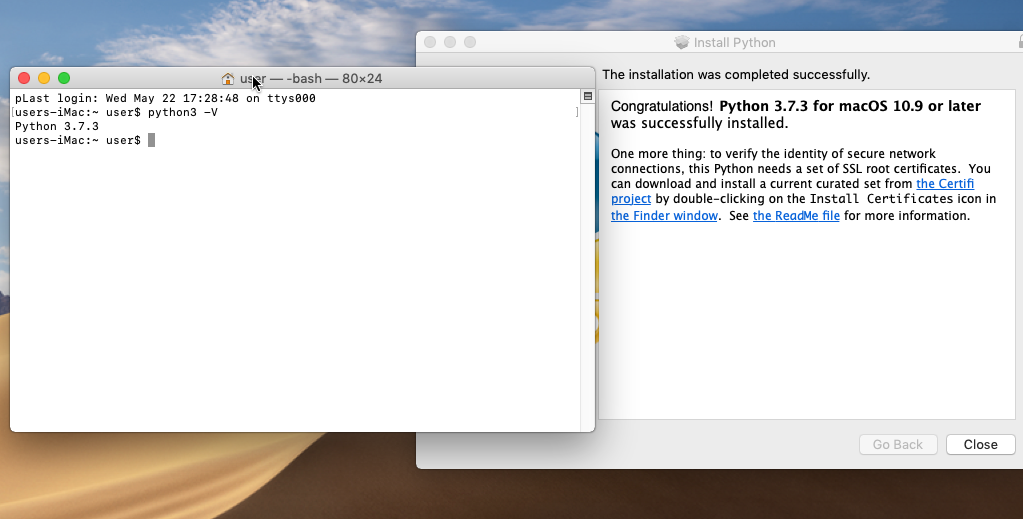 Install Python
user — -bash — 80×24
The installation was completed successfully.
pLast login: Wed May 22 17:28:48 on ttys000
[users-iMac:~ user$ python3 -V ]
Python 3.7.3
users-iMac:~ user$
Congratulations! Python 3.7.3 for macOS 10.9 or later
was successfully installed.
One more thing: to verify the identity of secure network
connections, this Python needs a set of SSL root certificates. You
can download and install a current curated set from the Certifi
project by double-clicking on the Install Certificates icon in
the Finder window. See the ReadMe file for more information.
Go Back
Close